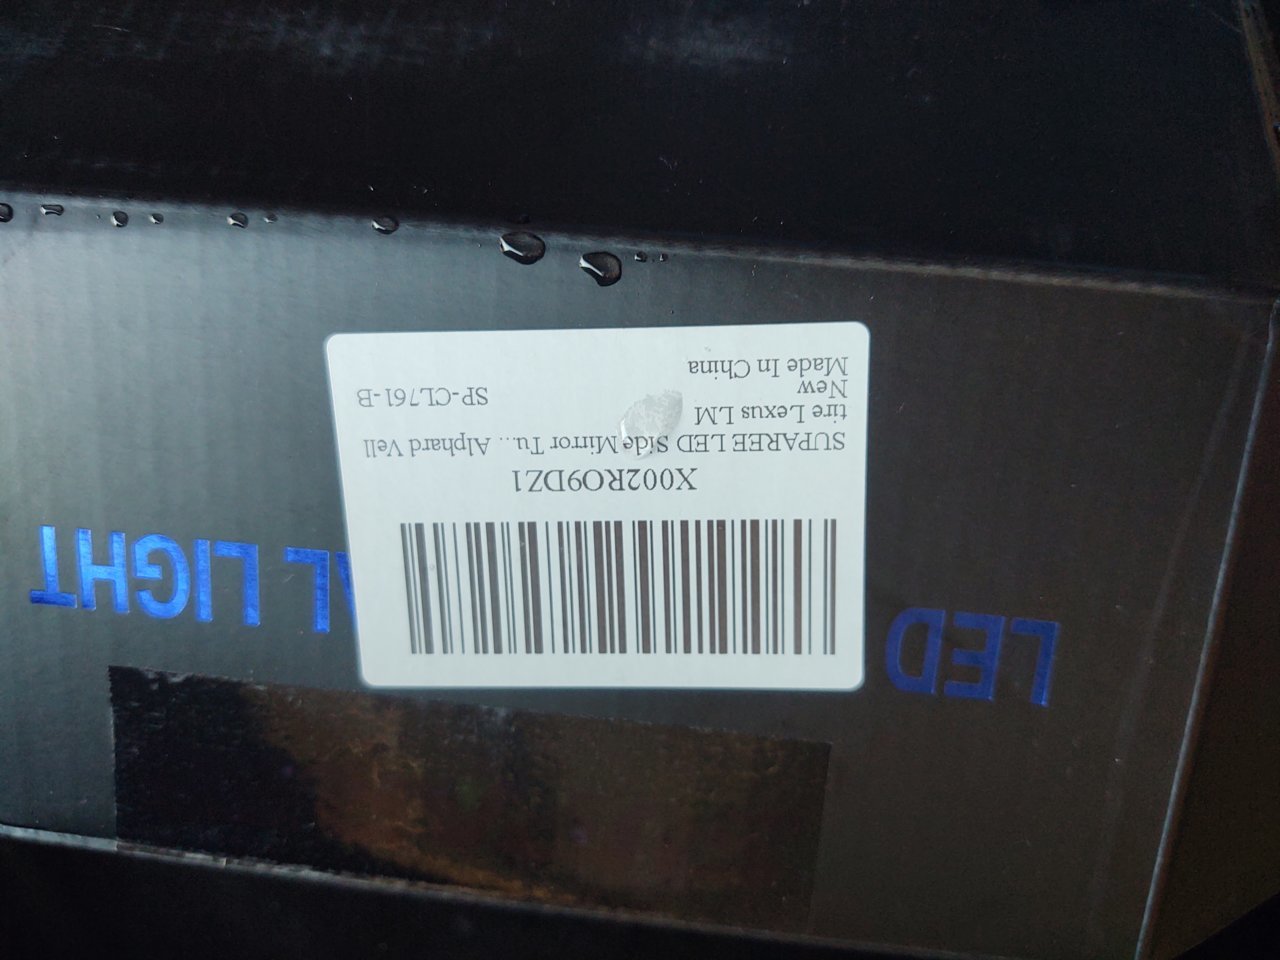 LED
L LIGHT
X002RO9DZ1
SUPAREE LED Side Mirror Tu... Alphard Vell
tire Lexus LM
New
Made In China
SP-CL761-B